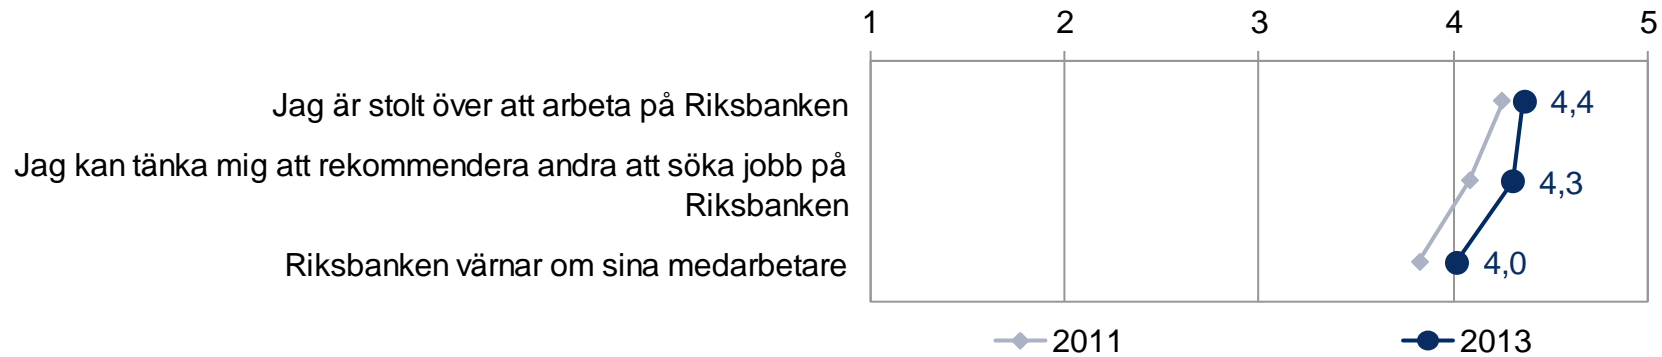 1 2 3 4 5
Jag är stolt över att arbeta på Riksbanken 4,4
Jag kan tänka mig att rekommendera andra att söka jobb på
Riksbanken 4,3
Riksbanken värnar om sina medarbetare 4,0
2011 2013